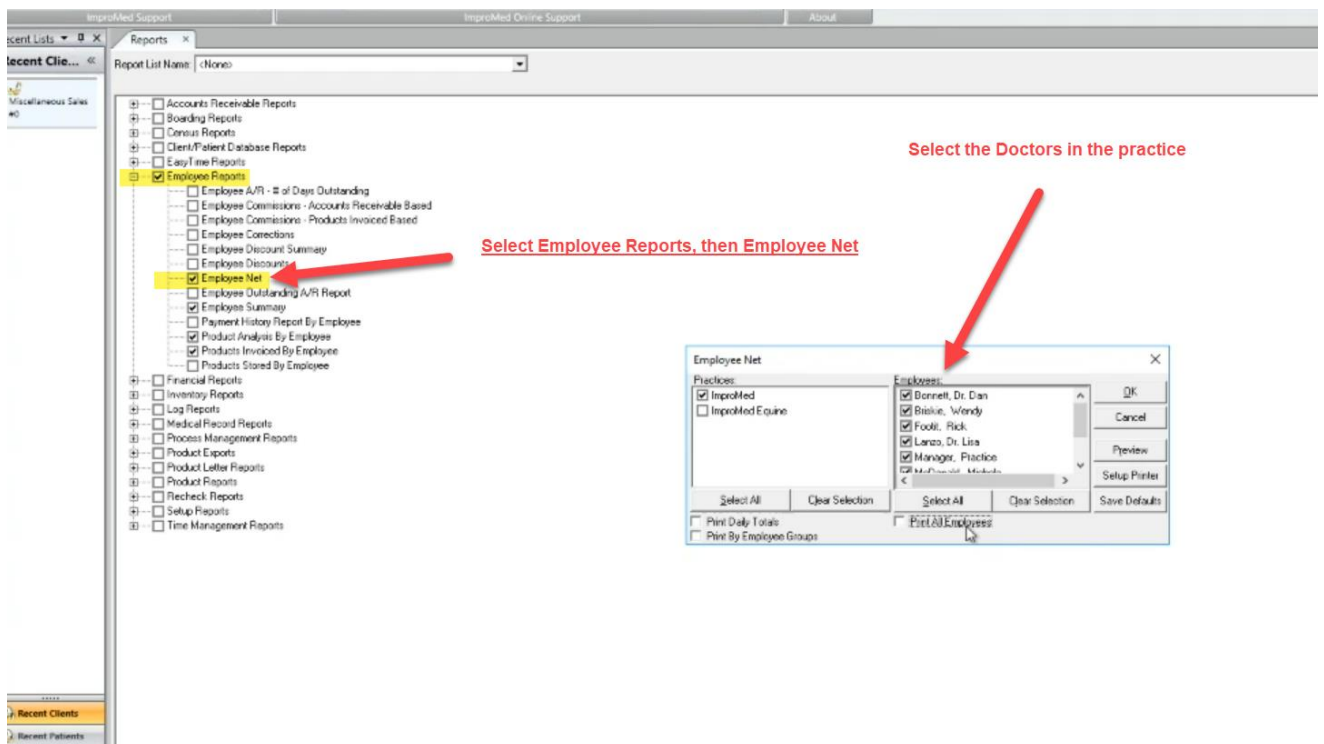 ImproMed Support
ImproMed Online Support
About
ecent Lists
Reports
Recent Clie...
Report List Name: <None>
Miscellaneous Sales
#0
Accounts Receivable Reports
Boarding Reports
Census Reports
Client/Patient Database Reports
EasyTime Reports
Employee Reports
Employee A/R - # of Days Outstanding
Employee Commissions - Accounts Receivable Based
Employee Commissions - Products Invoiced Based
Employee Corrections
Employee Discount Summary
Employee Discounts
Employee Net
Employee Outstanding A/R Report
Employee Summary
Payment History Report By Employee
Product Analysis By Employee
Products Invoiced By Employee
Products Stored By Employee
Financial Reports
Inventory Reports
Log Reports
Medical Record Reports
Process Management Reports
Product Exports
Product Letter Reports
Product Reports
Recheck Reports
Setup Reports
Time Management Reports
Select the Doctors in the practice
Select Employee Reports, then Employee Net
Employee Net
Practices:
ImproMed
ImproMed Equine
Employees:
Bonnett, Dr. Dan
Briskie, Wendy
Footit, Rick
Lanzo, Dr. Lisa
Manager, Practice
OK
Cancel
Preview
Setup Printer
Save Defaults
Select All
Clear Selection
Select All
Clear Selection
Print Daily Totals
Print By Employee Groups
Print All Employees
Recent Clients
Recent Patients